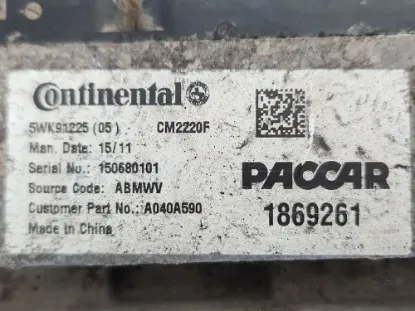 Continental
5WK91225 (05) CM2220F
Man. Date: 15/11
Serial No.: 150680101
Source Code: ABMWV
Customer Part No.: A040A590
Made in China
PACCAR
1869261